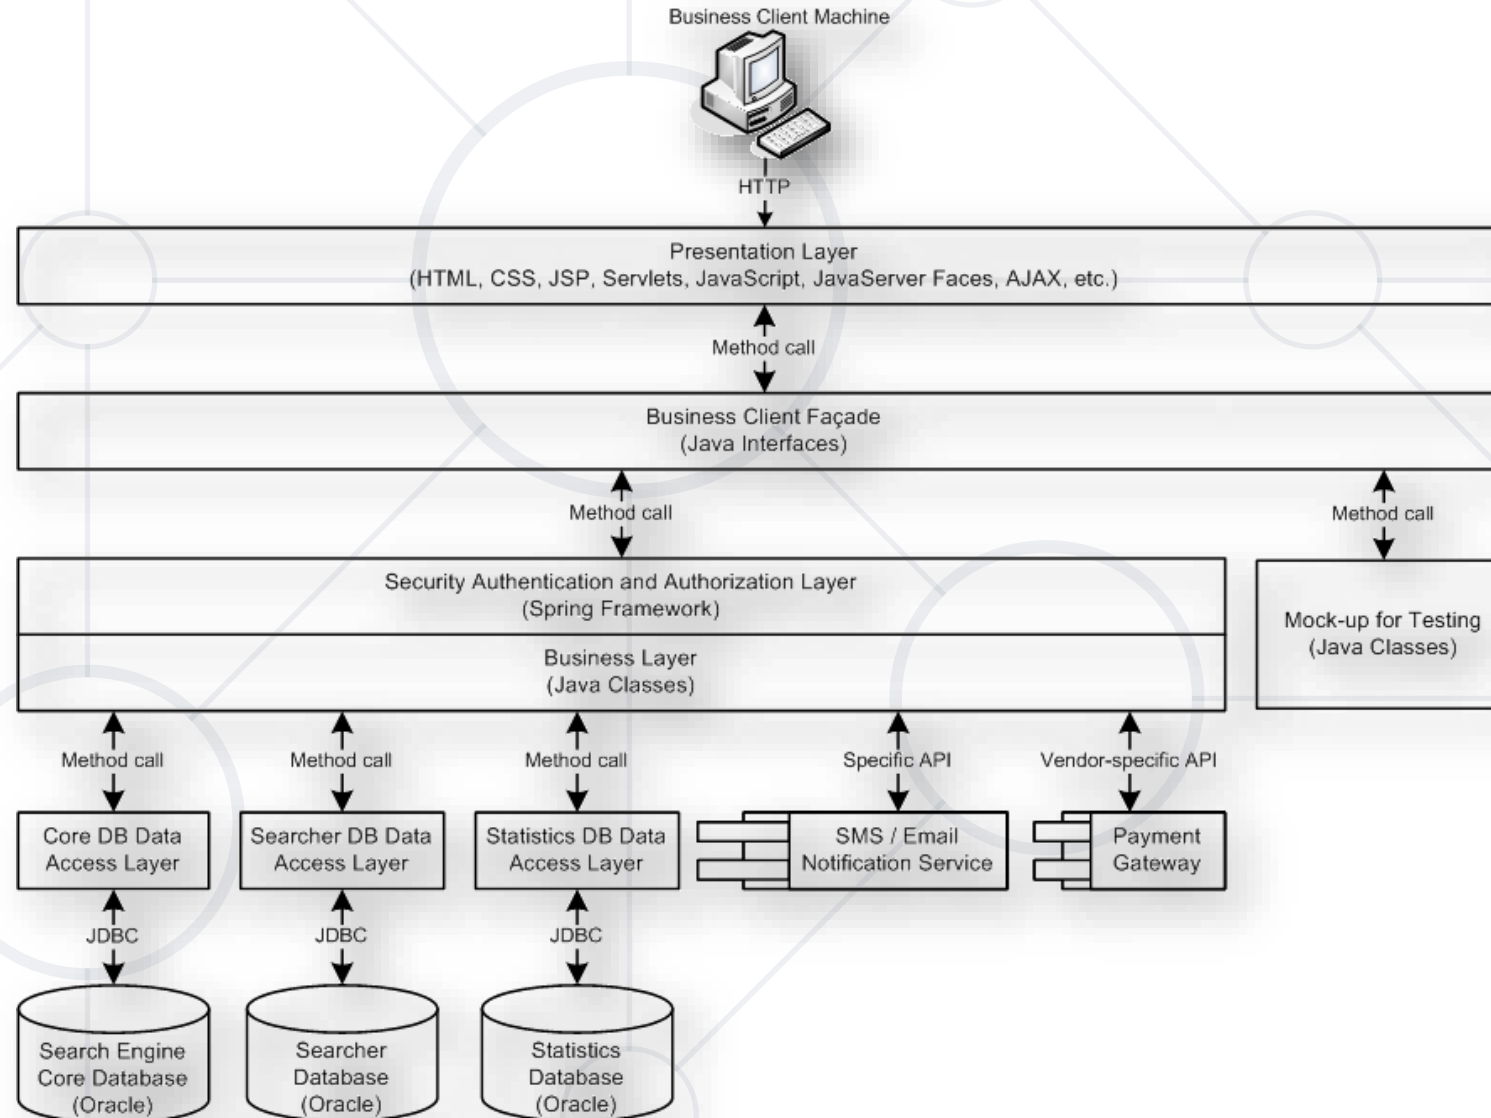 Business Client Machine
HTTP
Presentation Layer
(HTML, CSS, JSP, Servlets, JavaScript, JavaServer Faces, AJAX, etc.)
Method call
Business Client Façade
(Java Interfaces)
Method call
Method call
Security Authentication and Authorization Layer
(Spring Framework)
Business Layer
(Java Classes)
Mock-up for Testing
(Java Classes)
Method call
Method call
Method call
Specific API
Vendor-specific API
Core DB Data
Access Layer
Searcher DB Data
Access Layer
Statistics DB Data
Access Layer
SMS / Email
Notification Service
Payment
Gateway
JDBC
JDBC
JDBC
Search Engine
Core Database
(Oracle)
Searcher
Database
(Oracle)
Statistics
Database
(Oracle)